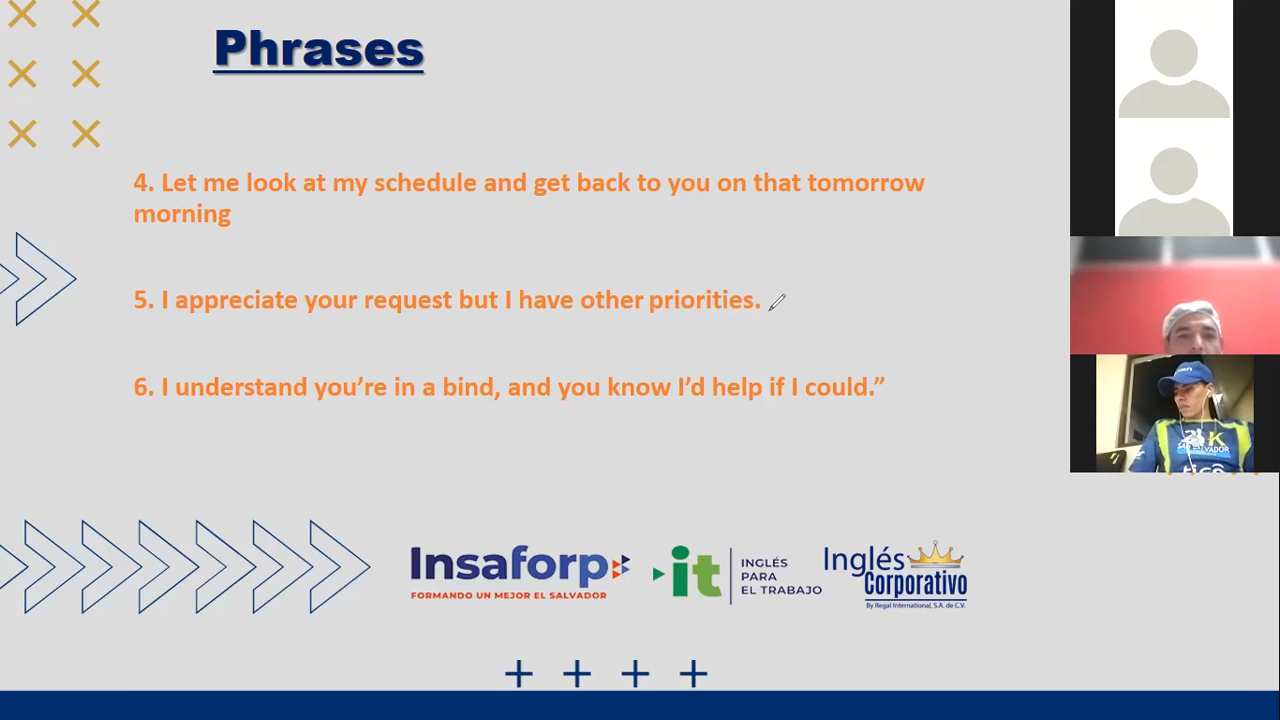 Phrases
4. Let me look at my schedule and get back to you on that tomorrow
morning
5. I appreciate your request but I have other priorities.
6. I understand you’re in a bind, and you know I’d help if I could.”
Insaforp
FORMANDO UN MEJOR EL SALVADOR
it
INGLÉS
PARA
EL TRABAJO
Inglés
Corporativo
By Regal International, S.A. de C.V.
K
SALVADOR
tigo